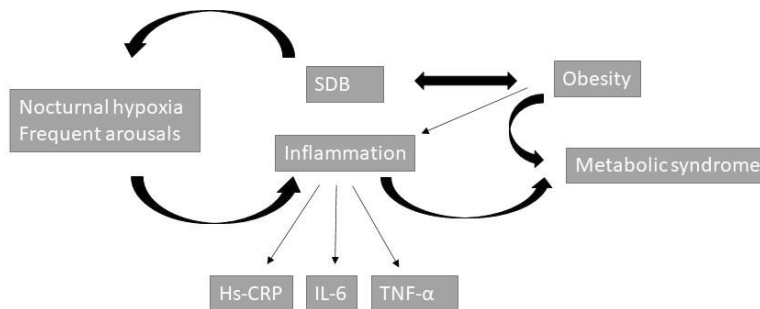 SDB
Obesity
Nocturnal hypoxia
Frequent arousals
Inflammation
Metabolic syndrome
Hs-CRP
IL-6
TNF-α